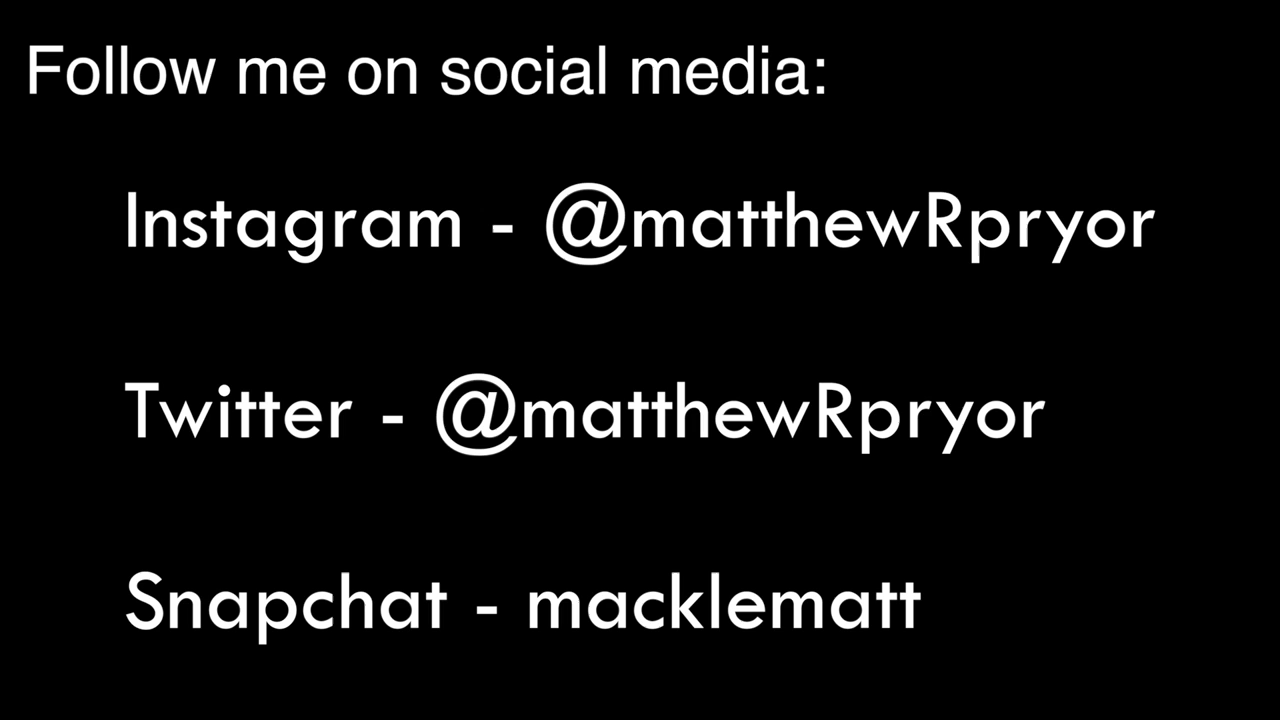 Follow me on social media:
Instagram - @matthewRpryor
Twitter - @matthewRpryor
Snapchat - macklematt